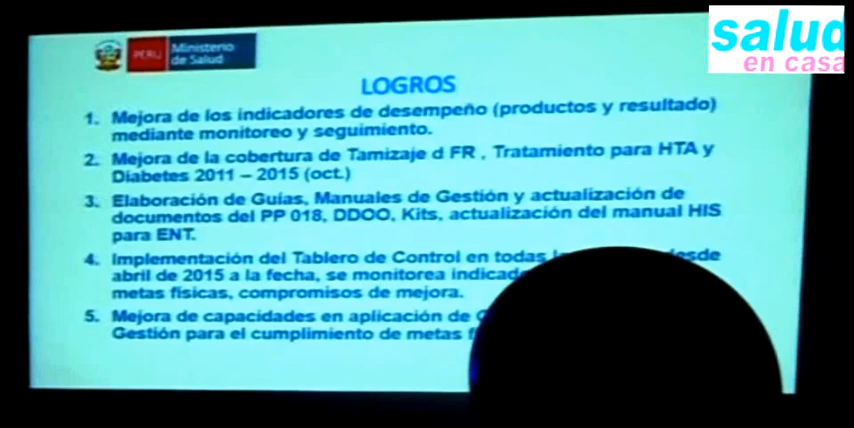 salud
en casa
PERÚ Ministerio
de Salud
LOGROS
1. Mejora de los indicadores de desempeño (productos y resultado)
mediante monitoreo y seguimiento.
2. Mejora de la cobertura de Tamizaje d FR , Tratamiento para HTA y
Diabetes 2011 – 2015 (oct.)
3. Elaboración de Guías, Manuales de Gestión y actualización de
documentos del PP 018, DDOO, Kits, actualización del manual HIS
para ENT.
4. Implementación del Tablero de Control en todas
abril de 2015 a la fecha, se monitorea
metas físicas, compromisos de mejora.
5. Mejora de capacidades en aplicación de
Gestión para el cumplimiento de metas